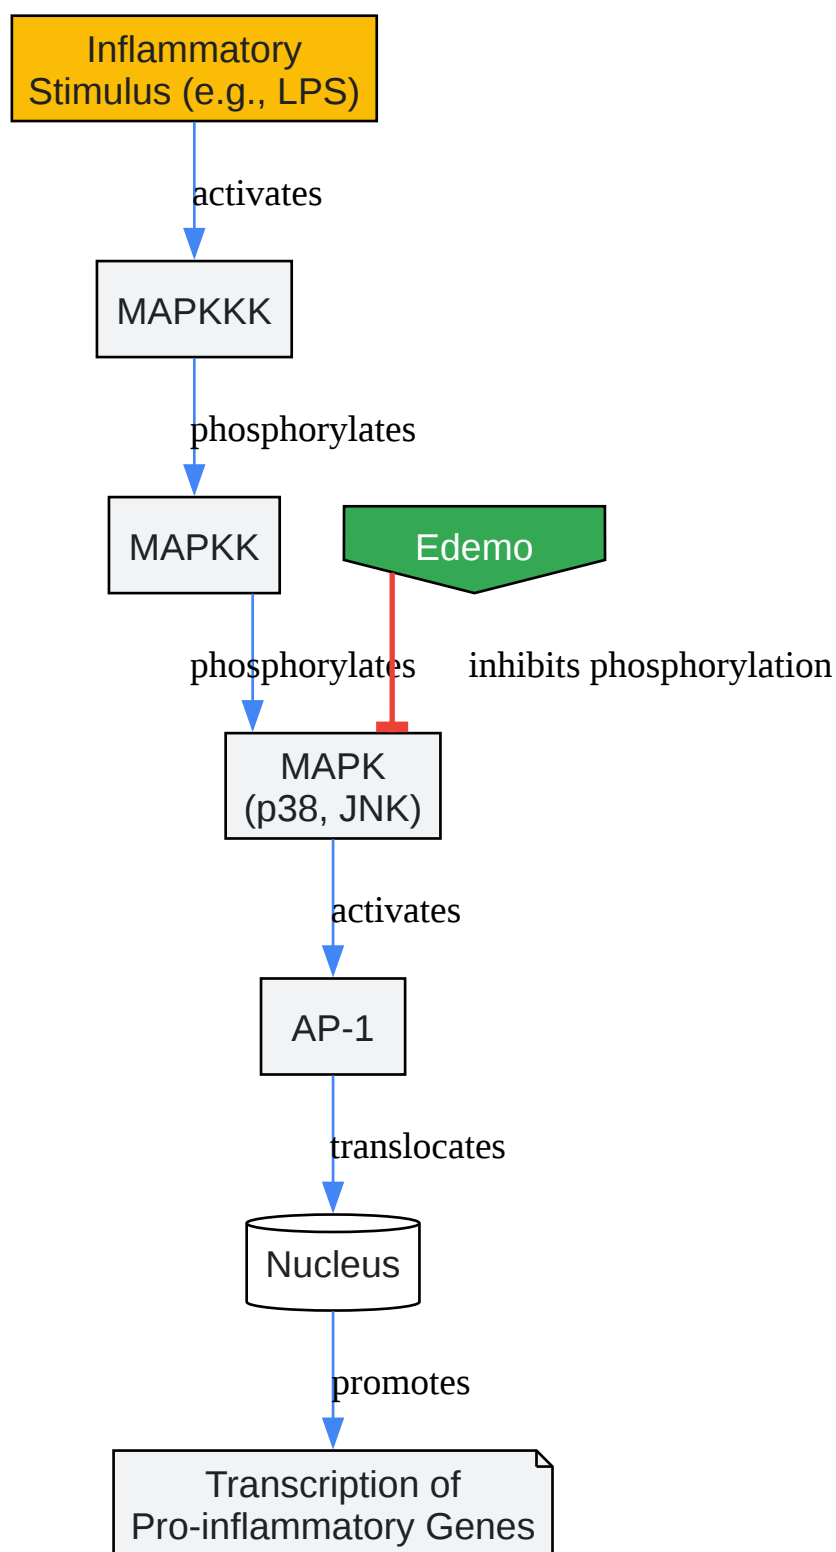 Inflammatory
Stimulus (e.g., LPS)
activates
MAPKKK
phosphorylates
MAPKK
Edemo
phosphorylates
inhibits phosphorylation
MAPK
(p38, JNK)
activates
AP-1
translocates
Nucleus
promotes
Transcription of
Pro-inflammatory Genes